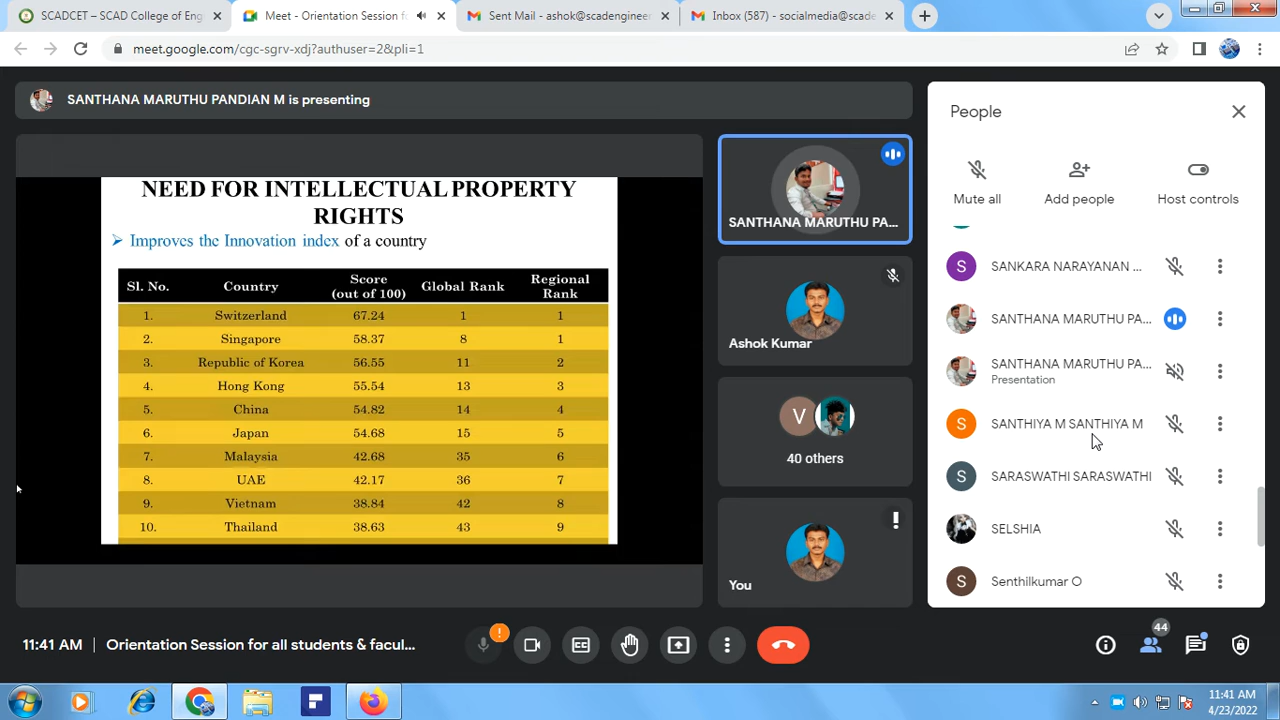 SCADCET – SCAD College of Eng
Meet - Orientation Session f
Sent Mail - ashok@scadengineer
Inbox (587) - socialmedia@scade
meet.google.com/cgc-sgrv-xdj?authuser=2&pli=1
SANTHANA MARUTHU PANDIAN M is presenting
NEED FOR INTELLECTUAL PROPERTY
RIGHTS
Improves the Innovation index of a country
Sl. No. Country Score (out of 100) Global Rank Regional Rank
1. Switzerland 67.24 1 1
2. Singapore 58.37 8 1
3. Republic of Korea 56.55 11 2
4. Hong Kong 55.54 13 3
5. China 54.82 14 4
6. Japan 54.68 15 5
7. Malaysia 42.68 35 6
8. UAE 42.17 36 7
9. Vietnam 38.84 42 8
10. Thailand 38.63 43 9
SANTHANA MARUTHU PA...
Ashok Kumar
V
40 others
You
People
Mute all
Add people
Host controls
S SANKARA NARAYANAN ...
SANTHANA MARUTHU PA...
SANTHANA MARUTHU PA...
Presentation
S SANTHIYA M SANTHIYA M
S SARASWATHI SARASWATHI
SELSHIA
S Senthilkumar O
11:41 AM | Orientation Session for all students & facul...
44
11:41 AM
4/23/2022